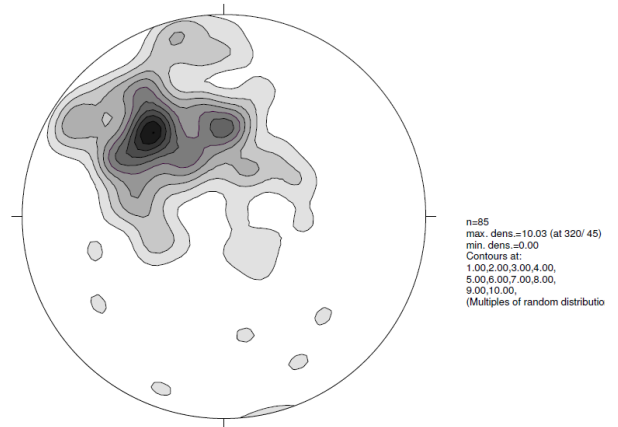 n=85
max. dens.=10.03 (at 320/ 45)
min. dens.=0.00
Contours at:
1.00,2.00,3.00,4.00,
5.00,6.00,7.00,8.00,
9.00,10.00,
(Multiples of random distributio